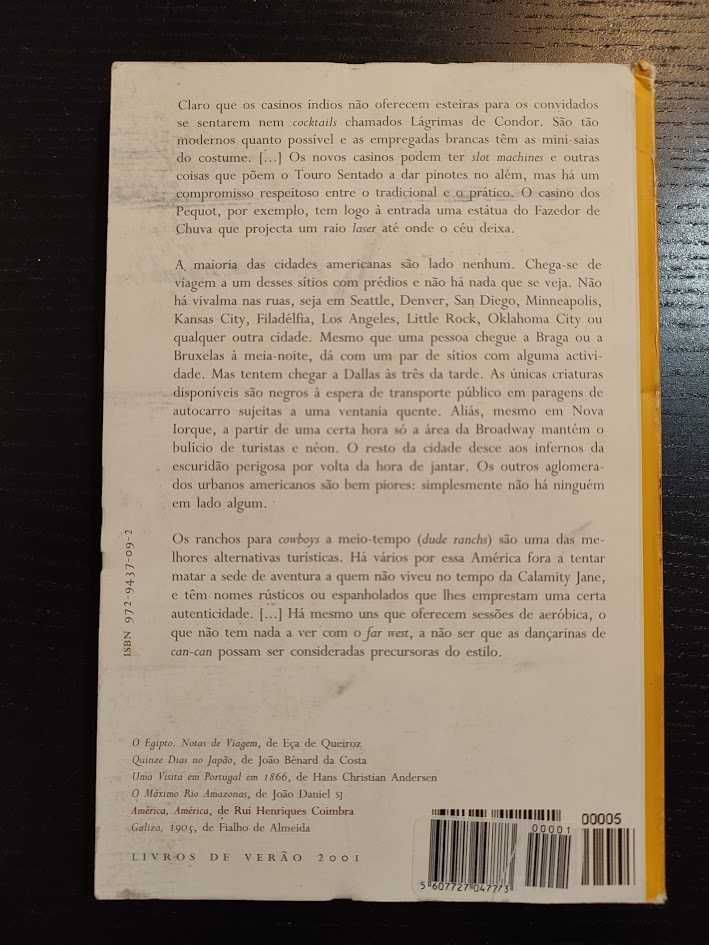 Claro que os casinos índios não oferecem esteiras para os convidados
se sentarem nem cocktails chamados Lágrimas de Condor. São tão
modernos quanto possível e as empregadas brancas têm as mini-saias
do costume. [...] Os novos casinos podem ter slot machines e outras
coisas que põem o Touro Sentado a dar pinotes no além, mas há um
compromisso respeitoso entre o tradicional e o prático. O casino dos
Pequot, por exemplo, tem logo à entrada uma estátua do Fazedor de
Chuva que projecta um raio laser até onde o céu deixa.
A maioria das cidades americanas são lado nenhum. Chega-se de
viagem a um desses sítios com prédios e não há nada que se veja. Não
há vivalma nas ruas, seja em Seattle, Denver, San Diego, Minneapolis,
Kansas City, Filadélfia, Los Angeles, Little Rock, Oklahoma City ou
qualquer outra cidade. Mesmo que uma pessoa chegue a Braga ou a
Bruxelas à meia-noite, dá com um par de sítios com alguma activi-
dade. Mas tentem chegar a Dallas às três da tarde. As únicas criaturas
disponíveis são negros à espera de transporte público em paragens de
autocarro sujeitas a uma ventania quente. Aliás, mesmo em Nova
Iorque, a partir de uma certa hora só a área da Broadway mantém o
bulício de turistas e néon. O resto da cidade desce aos infernos da
escuridão perigosa por volta da hora de jantar. Os outros aglomera-
dos urbanos americanos são bem piores: simplesmente não há ninguém
em lado algum.
Os ranchos para cowboys a meio-tempo (dude ranchs) são uma das me-
lhores alternativas turísticas. Há vários por essa América fora a tentar
matar a sede de aventura a quem não viveu no tempo da Calamity Jane,
e têm nomes rústicos ou espanholados que lhes emprestam uma certa
autenticidade. [...] Há mesmo uns que oferecem sessões de aeróbica, o
que não tem nada a ver com o far west, a não ser que as dançarinas de
can-can possam ser consideradas precursoras do estilo.
ISBN 972-9437-09-2
O Egipto. Notas de Viagem, de Eça de Queiroz
Quinze Dias no Japão, de João Bénard da Costa
Uma Visita em Portugal em 1866, de Hans Christian Andersen
O Máximo Rio Amazonas, de João Daniel SJ
América, América, de Rui Henriques Coimbra
Galiza, 1905, de Fialho de Almeida
LIVROS DE VERÃO 2001
00005
00001
5 607727 047773